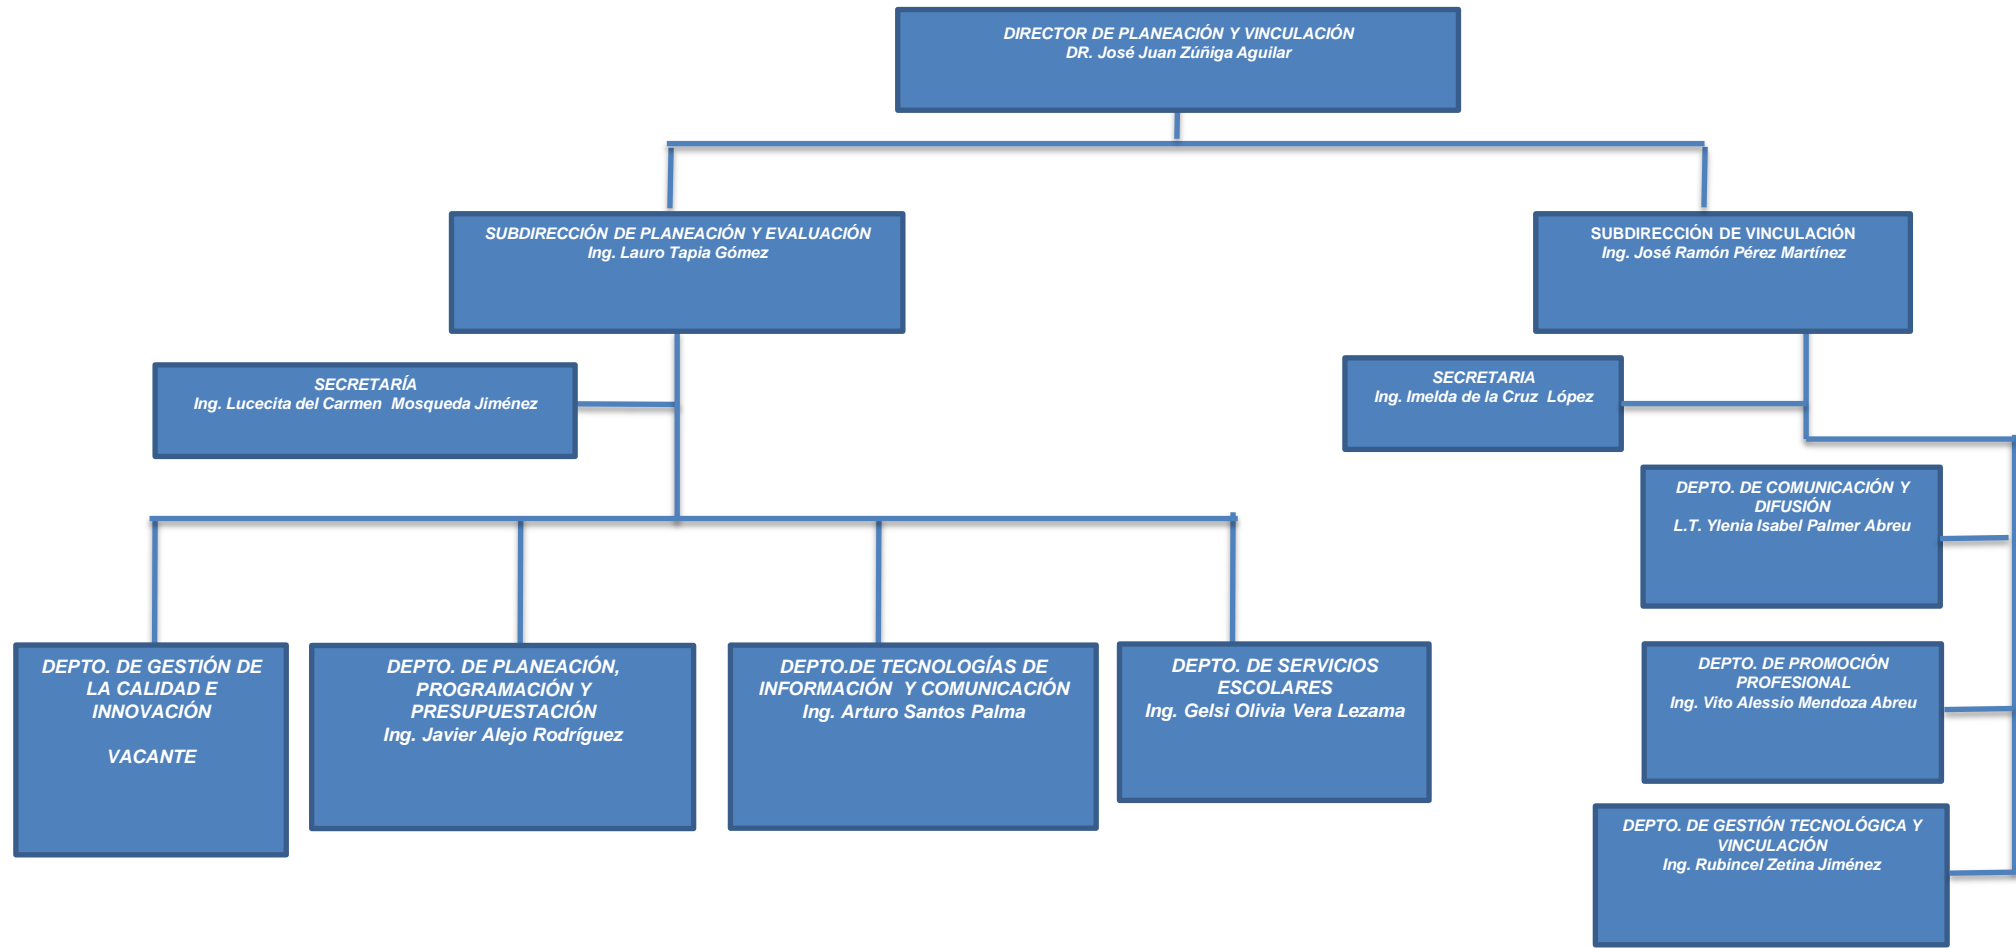 DIRECTOR DE PLANEACIÓN Y VINCULACIÓN
DR. José Juan Zúñiga Aguilar
SUBDIRECCIÓN DE PLANEACIÓN Y EVALUACIÓN
Ing. Lauro Tapia Gómez
SUBDIRECCIÓN DE VINCULACIÓN
Ing. José Ramón Pérez Martínez
SECRETARÍA
Ing. Lucecita del Carmen Mosqueda Jiménez
SECRETARIA
Ing. Imelda de la Cruz López
DEPTO. DE COMUNICACIÓN Y
DIFUSIÓN
L.T. Ylenia Isabel Palmer Abreu
DEPTO. DE GESTIÓN DE
LA CALIDAD E
INNOVACIÓN
VACANTE
DEPTO. DE PLANEACIÓN,
PROGRAMACIÓN Y
PRESUPUESTACIÓN
Ing. Javier Alejo Rodríguez
DEPTO.DE TECNOLOGÍAS DE
INFORMACIÓN Y COMUNICACIÓN
Ing. Arturo Santos Palma
DEPTO. DE SERVICIOS
ESCOLARES
Ing. Gelsi Olivia Vera Lezama
DEPTO. DE PROMOCIÓN
PROFESIONAL
Ing. Vito Alessio Mendoza Abreu
DEPTO. DE GESTIÓN TECNOLÓGICA Y
VINCULACIÓN
Ing. Rubincel Zetina Jiménez